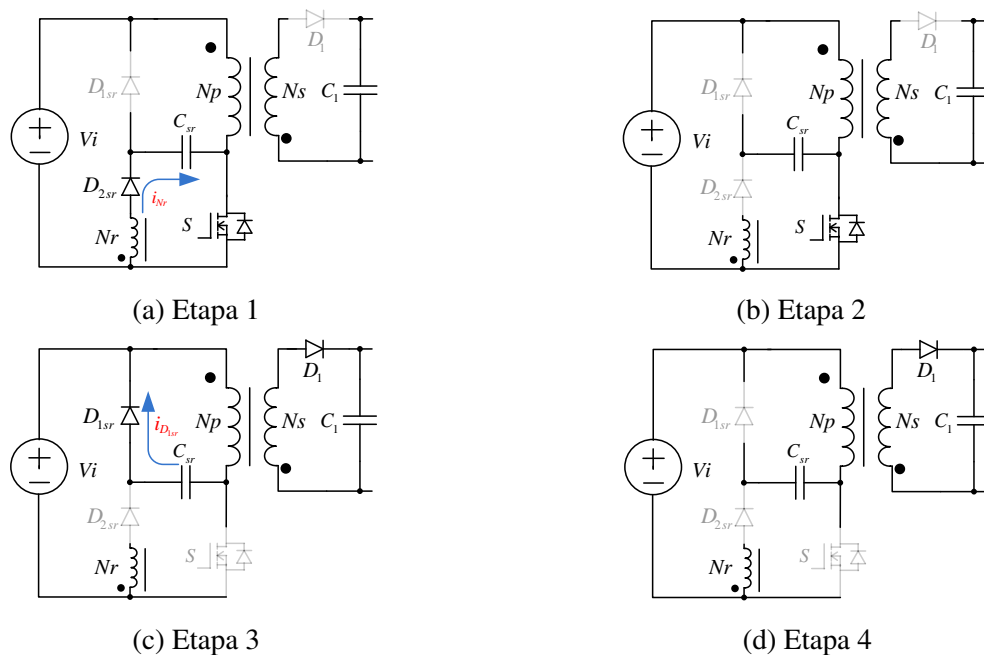 D1
D1sr
Np
Ns
C1
Csr
Vi
D2sr
iNr
S
Nr
(a) Etapa 1
D1
D1sr
Np
Ns
C1
Csr
Vi
D2sr
S
Nr
(b) Etapa 2
D1
D1sr
iD1sr
Np
Ns
C1
Csr
Vi
D2sr
S
Nr
(c) Etapa 3
D1
D1sr
Np
Ns
C1
Csr
Vi
D2sr
S
Nr
(d) Etapa 4